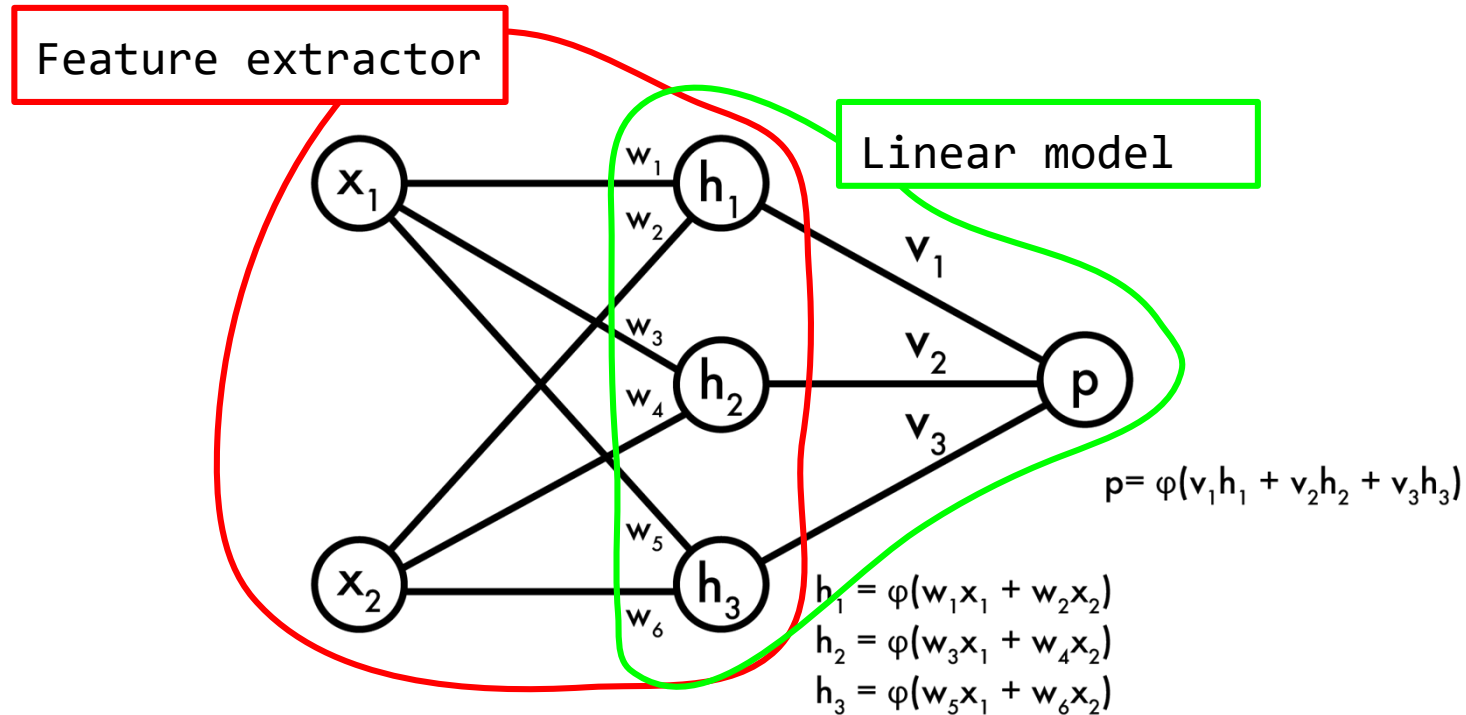 Feature extractor
Linear model
x₁
w₁
h₁
w₂
v₁
w₃
h₂
v₂
p
w₄
v₃
p= φ(v₁h₁ + v₂h₂ + v₃h₃)
w₅
x₂
h₃
w₆
h₁ = φ(w₁x₁ + w₂x₂)
h₂ = φ(w₃x₁ + w₄x₂)
h₃ = φ(w₅x₁ + w₆x₂)